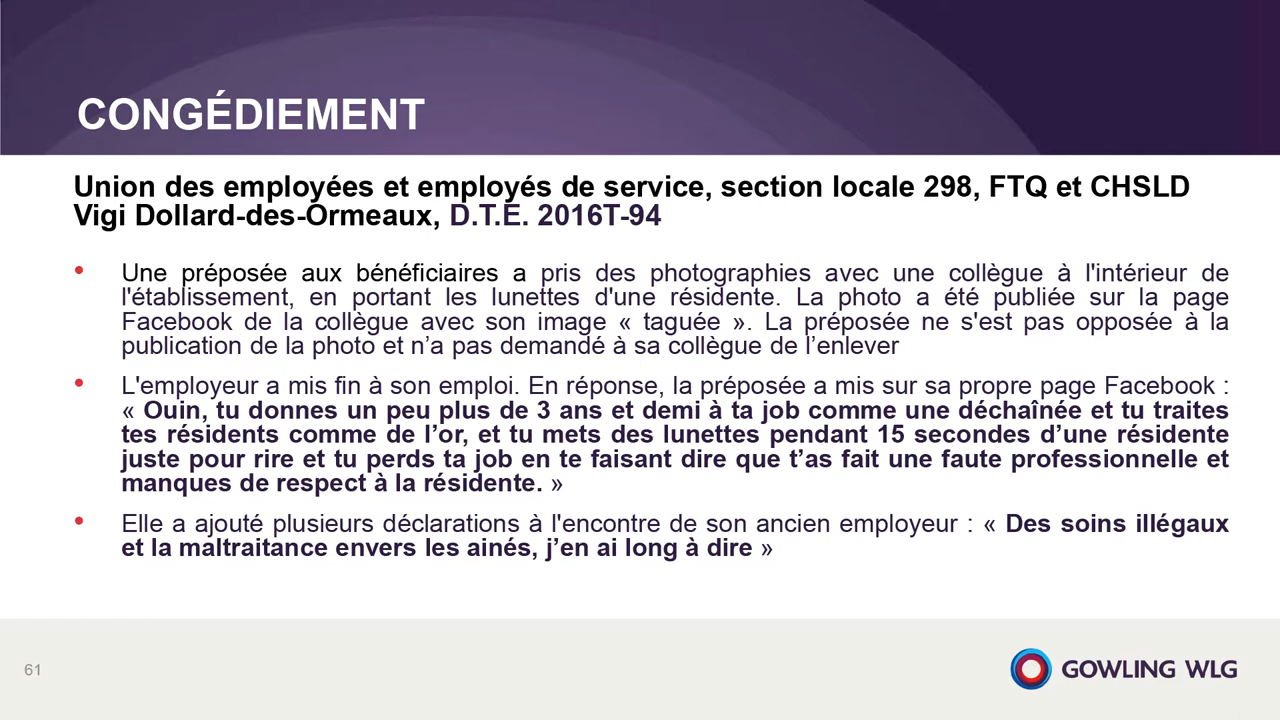 CONGÉDIEMENT
Union des employées et employés de service, section locale 298, FTQ et CHSLD
Vigi Dollard-des-Ormeaux, D.T.E. 2016T-94
• Une préposée aux bénéficiaires a pris des photographies avec une collègue à l'intérieur de
l'établissement, en portant les lunettes d'une résidente. La photo a été publiée sur la page
Facebook de la collègue avec son image « taguée ». La préposée ne s'est pas opposée à la
publication de la photo et n’a pas demandé à sa collègue de l’enlever
• L'employeur a mis fin à son emploi. En réponse, la préposée a mis sur sa propre page Facebook :
« Ouin, tu donnes un peu plus de 3 ans et demi à ta job comme une déchaînée et tu traites
tes résidents comme de l’or, et tu mets des lunettes pendant 15 secondes d’une résidente
juste pour rire et tu perds ta job en te faisant dire que t’as fait une faute professionnelle et
manques de respect à la résidente. »
• Elle a ajouté plusieurs déclarations à l'encontre de son ancien employeur : « Des soins illégaux
et la maltraitance envers les ainés, j’en ai long à dire »
61
GOWLING WLG